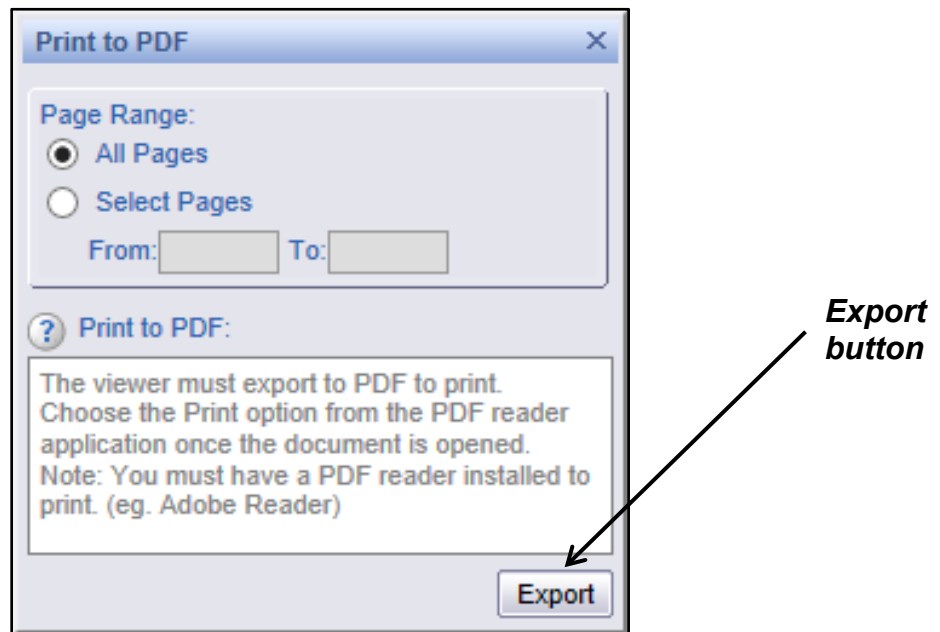 Print to PDF
Page Range:
All Pages
Select Pages
From: To:
? Print to PDF:
The viewer must export to PDF to print.
Choose the Print option from the PDF reader
application once the document is opened.
Note: You must have a PDF reader installed to
print. (eg. Adobe Reader)
Export
Export
button